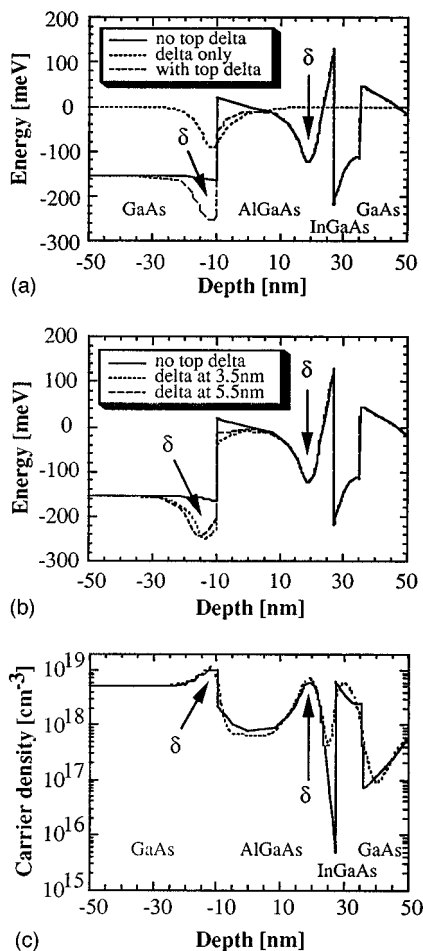 200
no top delta
delta only
with top delta
100
δ
0
δ
-100
-200
GaAs
AlGaAs
GaAs
InGaAs
-300
-50
-30
-10
10
30
50
Energy [meV]
(a)
Depth [nm]
200
no top delta
delta at 3.5nm
delta at 5.5nm
100
δ
0
δ
-100
-200
-300
-50
-30
-10
10
30
50
Energy [meV]
(b)
Depth [nm]
10^19
10^18
δ
δ
10^17
10^16
GaAs
AlGaAs
GaAs
InGaAs
10^15
-50
-30
-10
10
30
50
Carrier density [cm^-3]
(c)
Depth [nm]